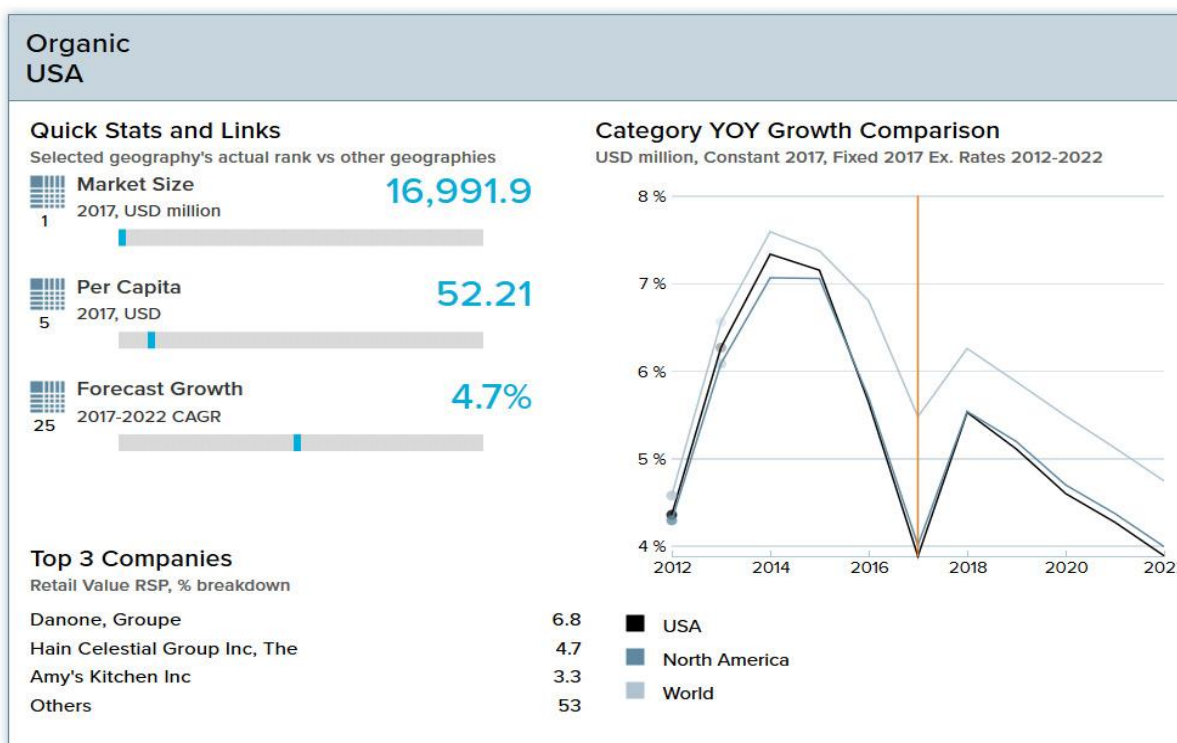 Organic
USA
Quick Stats and Links
Selected geography's actual rank vs other geographies
Market Size 16,991.9
2017, USD million
1
Per Capita 52.21
2017, USD
5
Forecast Growth 4.7%
2017-2022 CAGR
25
Top 3 Companies
Retail Value RSP, % breakdown
Danone, Groupe 6.8
Hain Celestial Group Inc, The 4.7
Amy's Kitchen Inc 3.3
Others 53
Category YOY Growth Comparison
USD million, Constant 2017, Fixed 2017 Ex. Rates 2012-2022
8 %
7 %
6 %
5 %
4 %
2012 2014 2016 2018 2020 202
USA
North America
World